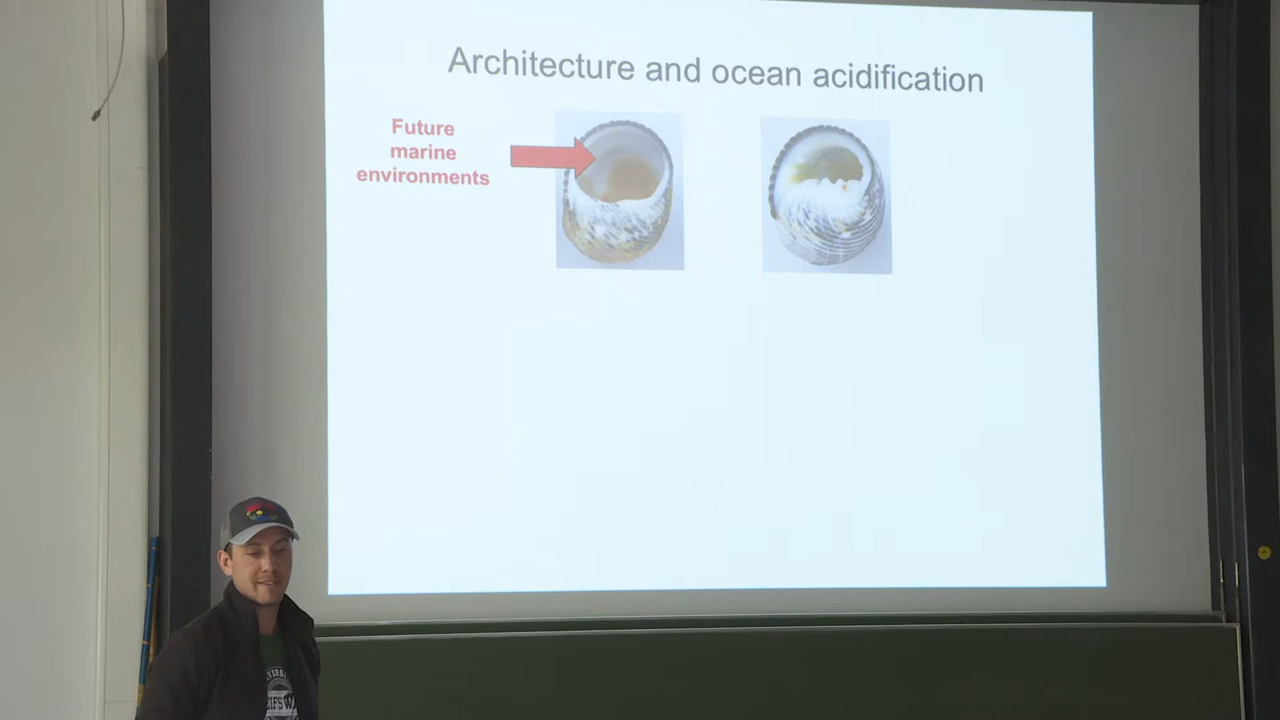 Architecture and ocean acidification
Future
marine
environments